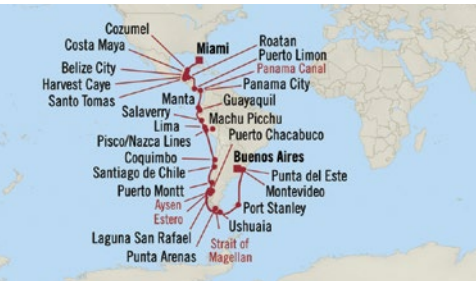 Cozumel
Costa Maya
Miami
Roatan
Puerto Limon
Belize City
Panama Canal
Harvest Caye
Panama City
Santo Tomas
Manta
Guayaquil
Salaverry
Machu Picchu
Lima
Puerto Chacabuco
Pisco/Nazca Lines
Coquimbo
Buenos Aires
Santiago de Chile
Punta del Este
Puerto Montt
Montevideo
Aysen
Estero
Port Stanley
Ushuaia
Laguna San Rafael
Strait of
Magellan
Punta Arenas